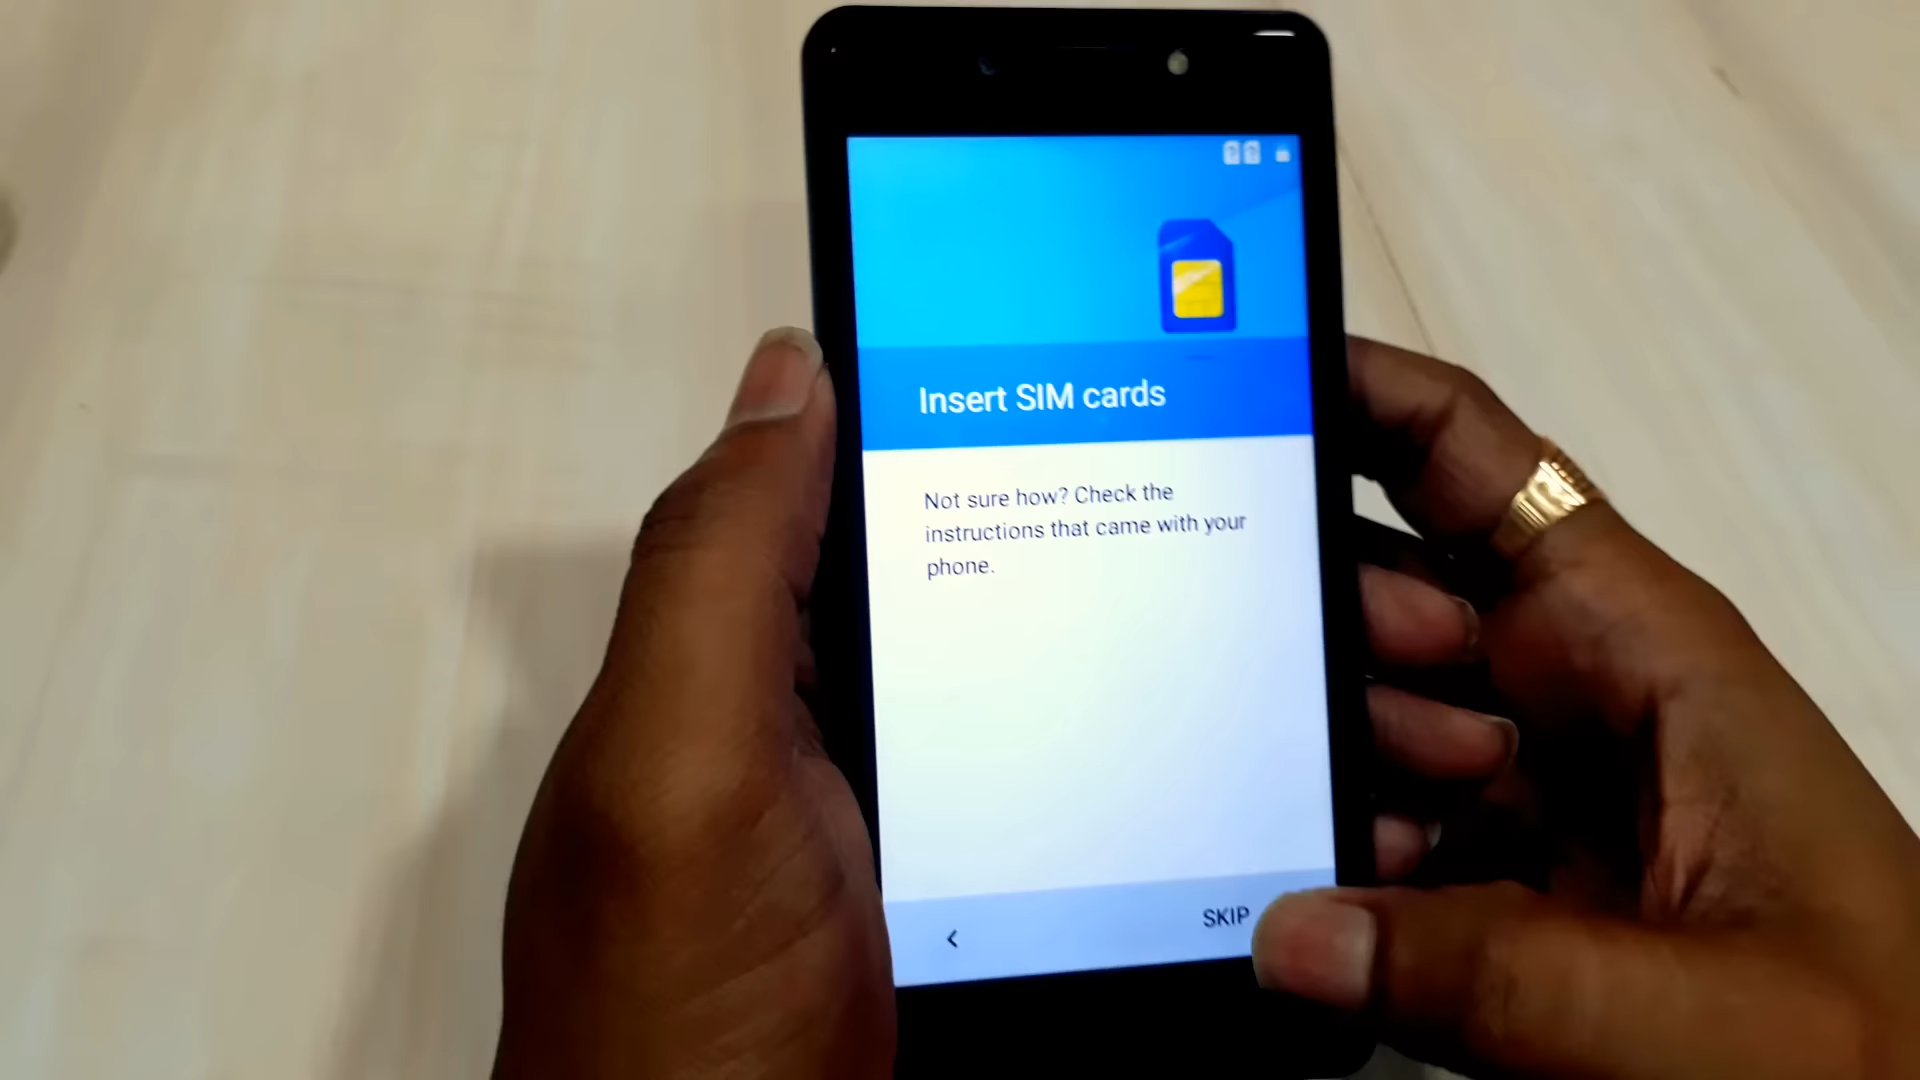 Insert SIM cards
Not sure how? Check the
instructions that came with your
phone.
SKIP